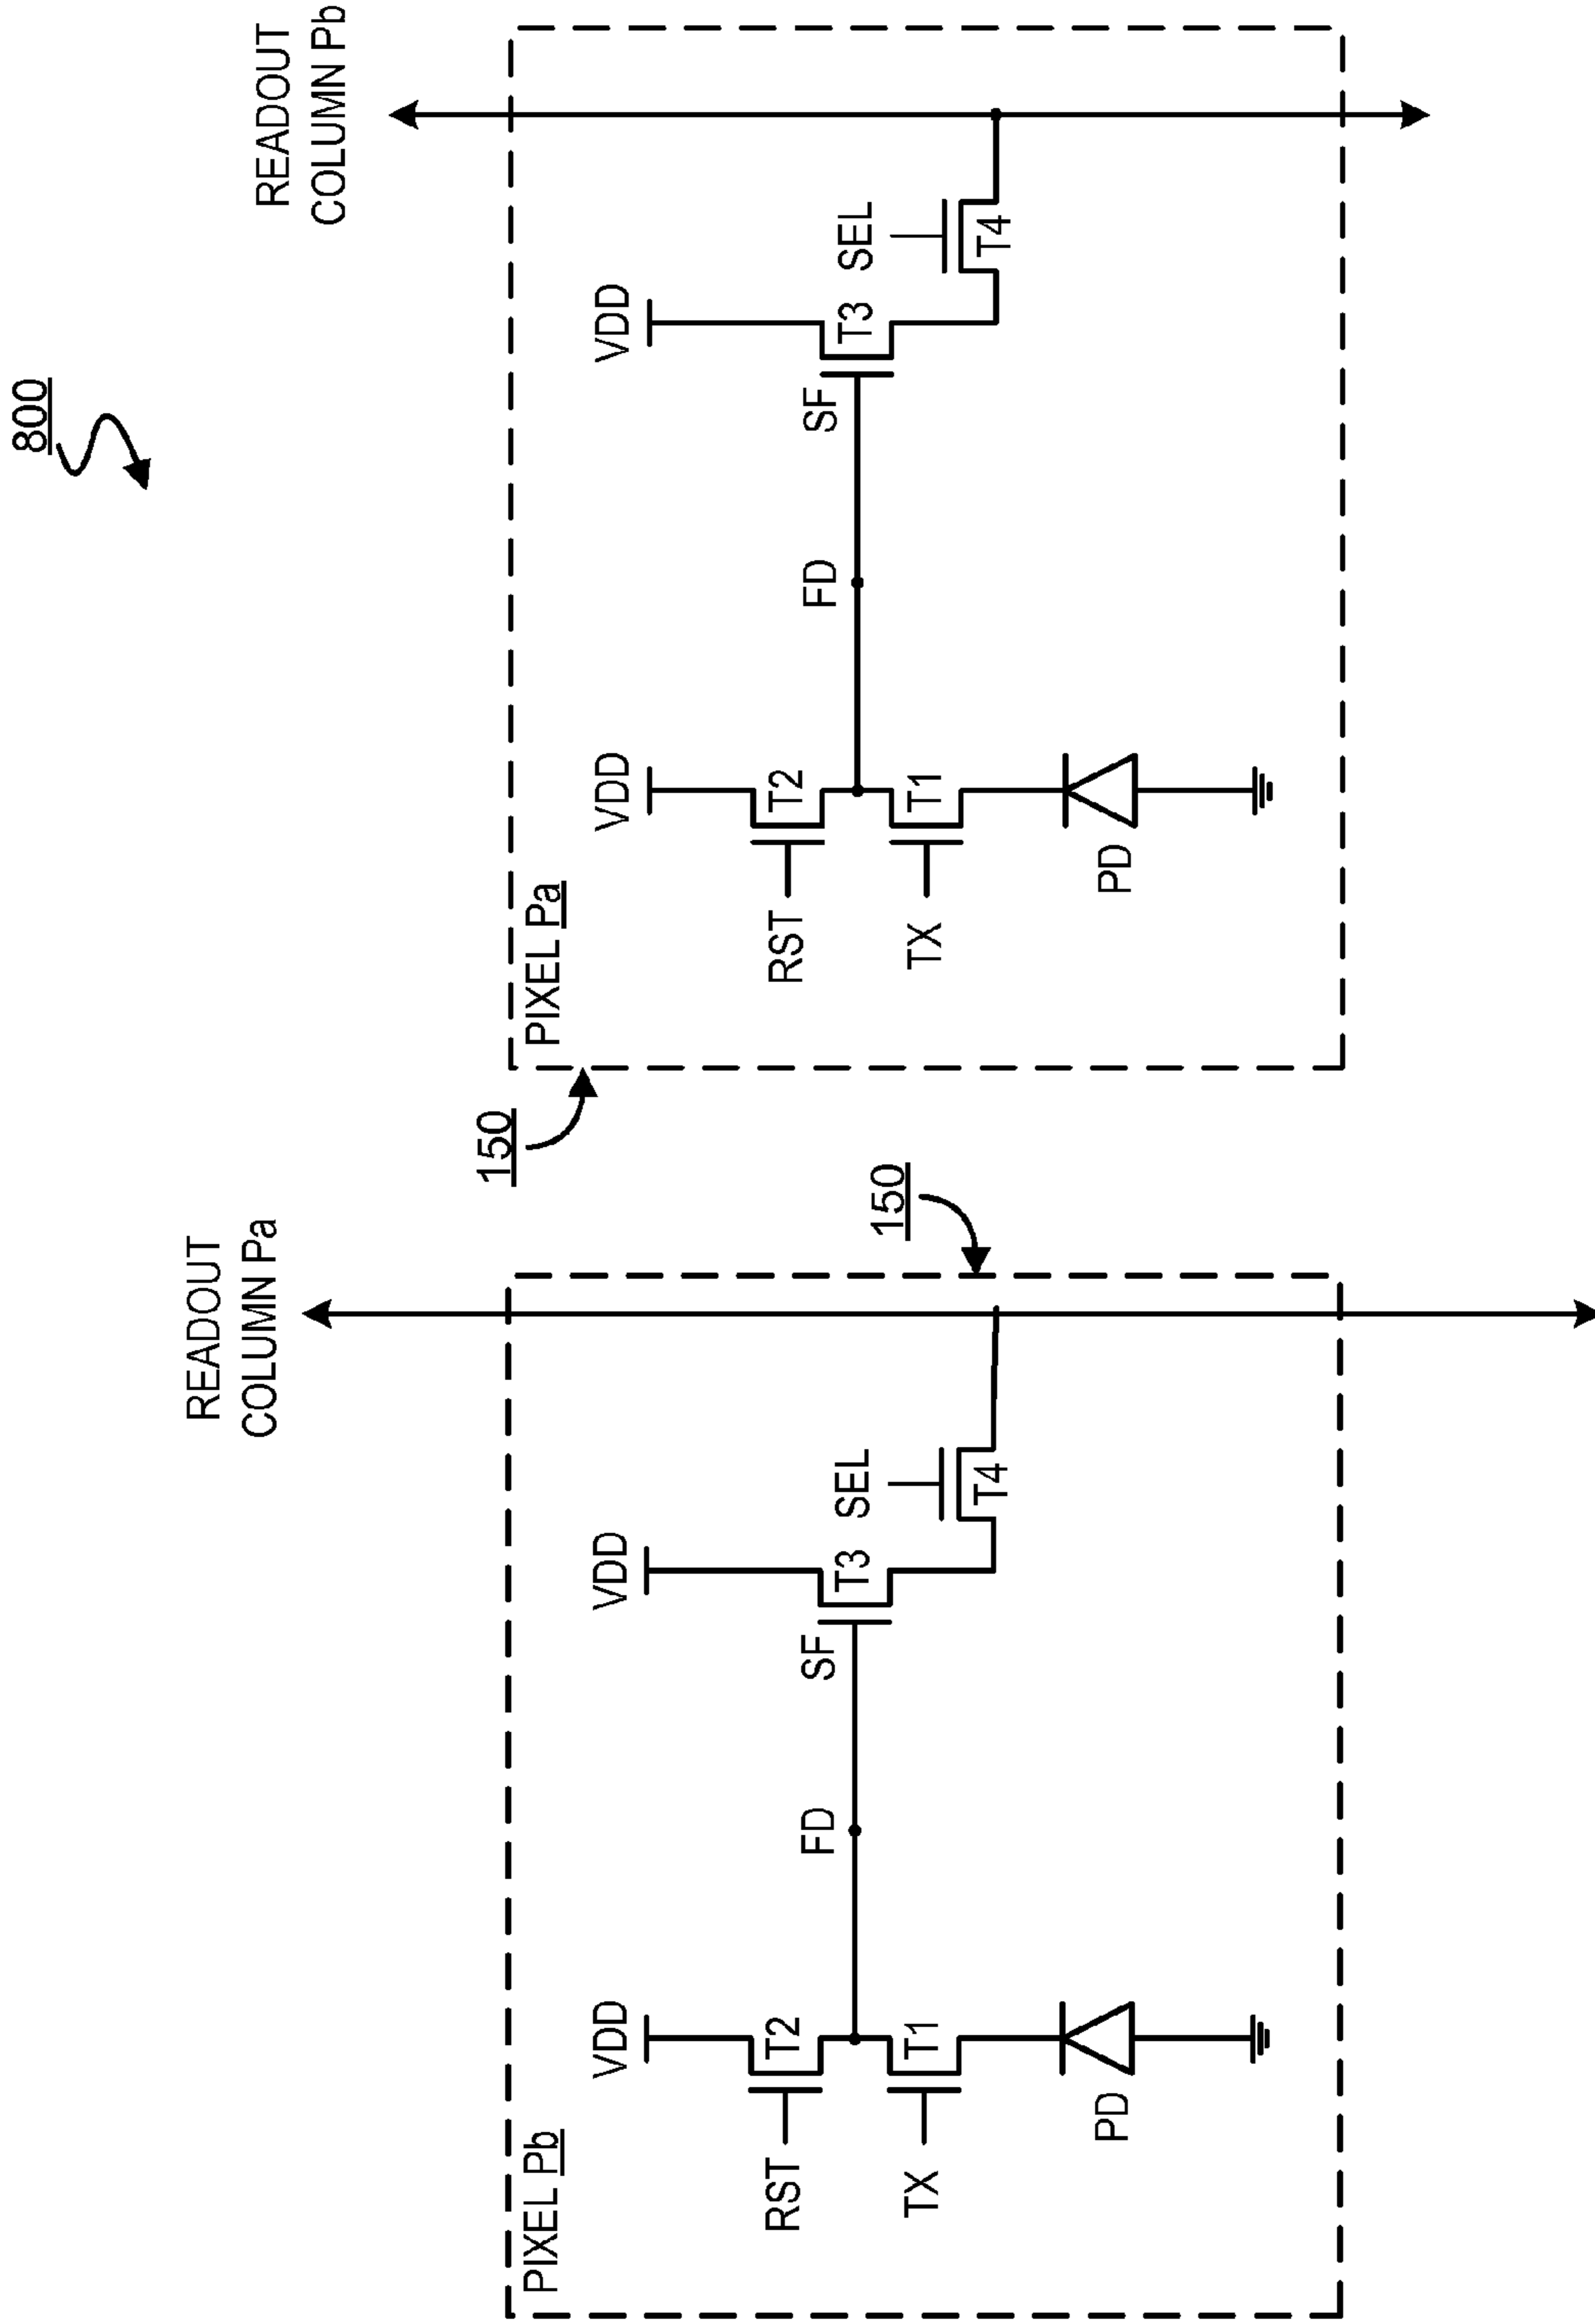 800
READOUT
COLUMN Pa
READOUT
COLUMN Pb
150
PIXEL Pb
VDD
VDD
RST
T2
FD
SF
T3
SEL
TX
T1
T4
PD
150
PIXEL Pa
VDD
VDD
RST
T2
FD
SF
T3
SEL
TX
T1
T4
PD